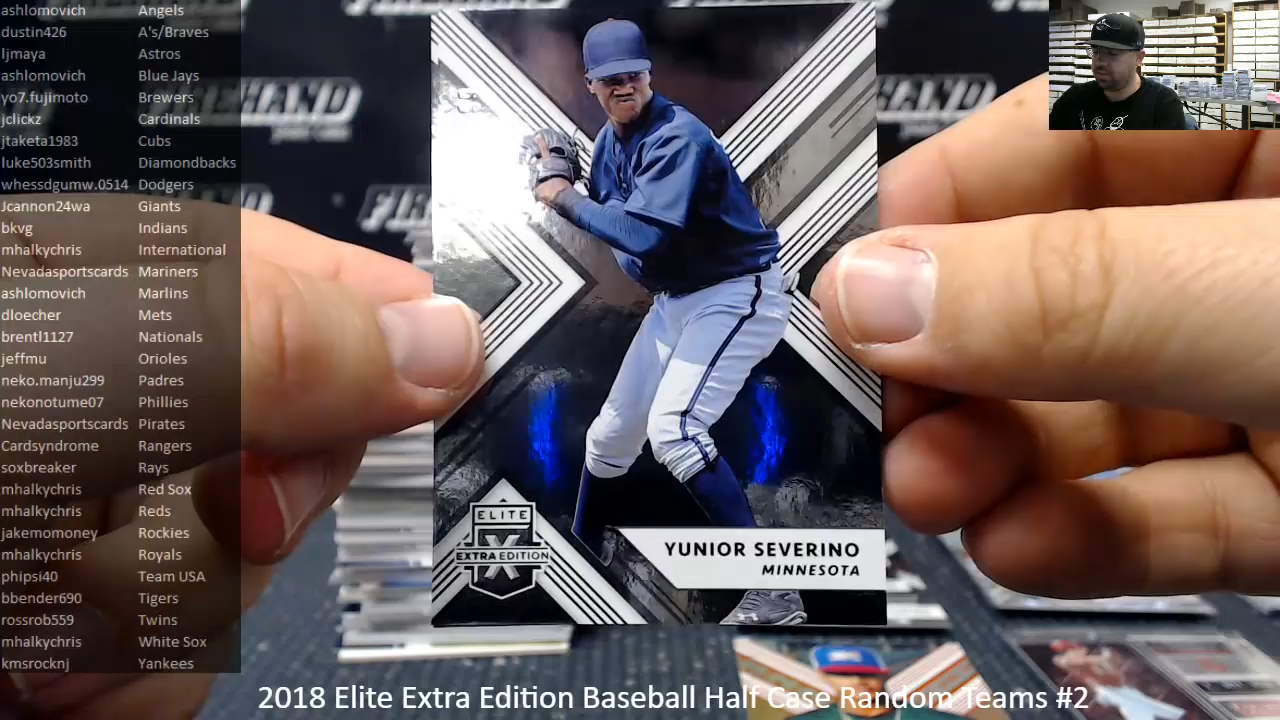 ashlomovich Angels
dustin426 A's/Braves
ljmaya Astros
ashlomovich Blue Jays
yo7.fujimoto Brewers
jclickz Cardinals
jtaketa1983 Cubs
luke503smith Diamondbacks
whessdgumw.0514 Dodgers
Jcannon24wa Giants
bkvg Indians
mhalkychris International
Nevadasportscards Mariners
ashlomovich Marlins
dloecher Mets
brentl1127 Nationals
jeffmu Orioles
neko.manju299 Padres
nekonotume07 Phillies
Nevadasportscards Pirates
Cardsyndrome Rangers
soxbreaker Rays
mhalkychris Red Sox
mhalkychris Reds
jakemomoney Rockies
mhalkychris Royals
phipsi40 Team USA
bbender690 Tigers
rossrob559 Twins
mhalkychris White Sox
kmsrocknj Yankees
ELITE
EXTRA EDITION
X
YUNIOR SEVERINO
MINNESOTA
2018 Elite Extra Edition Baseball Half Case Random Teams #2